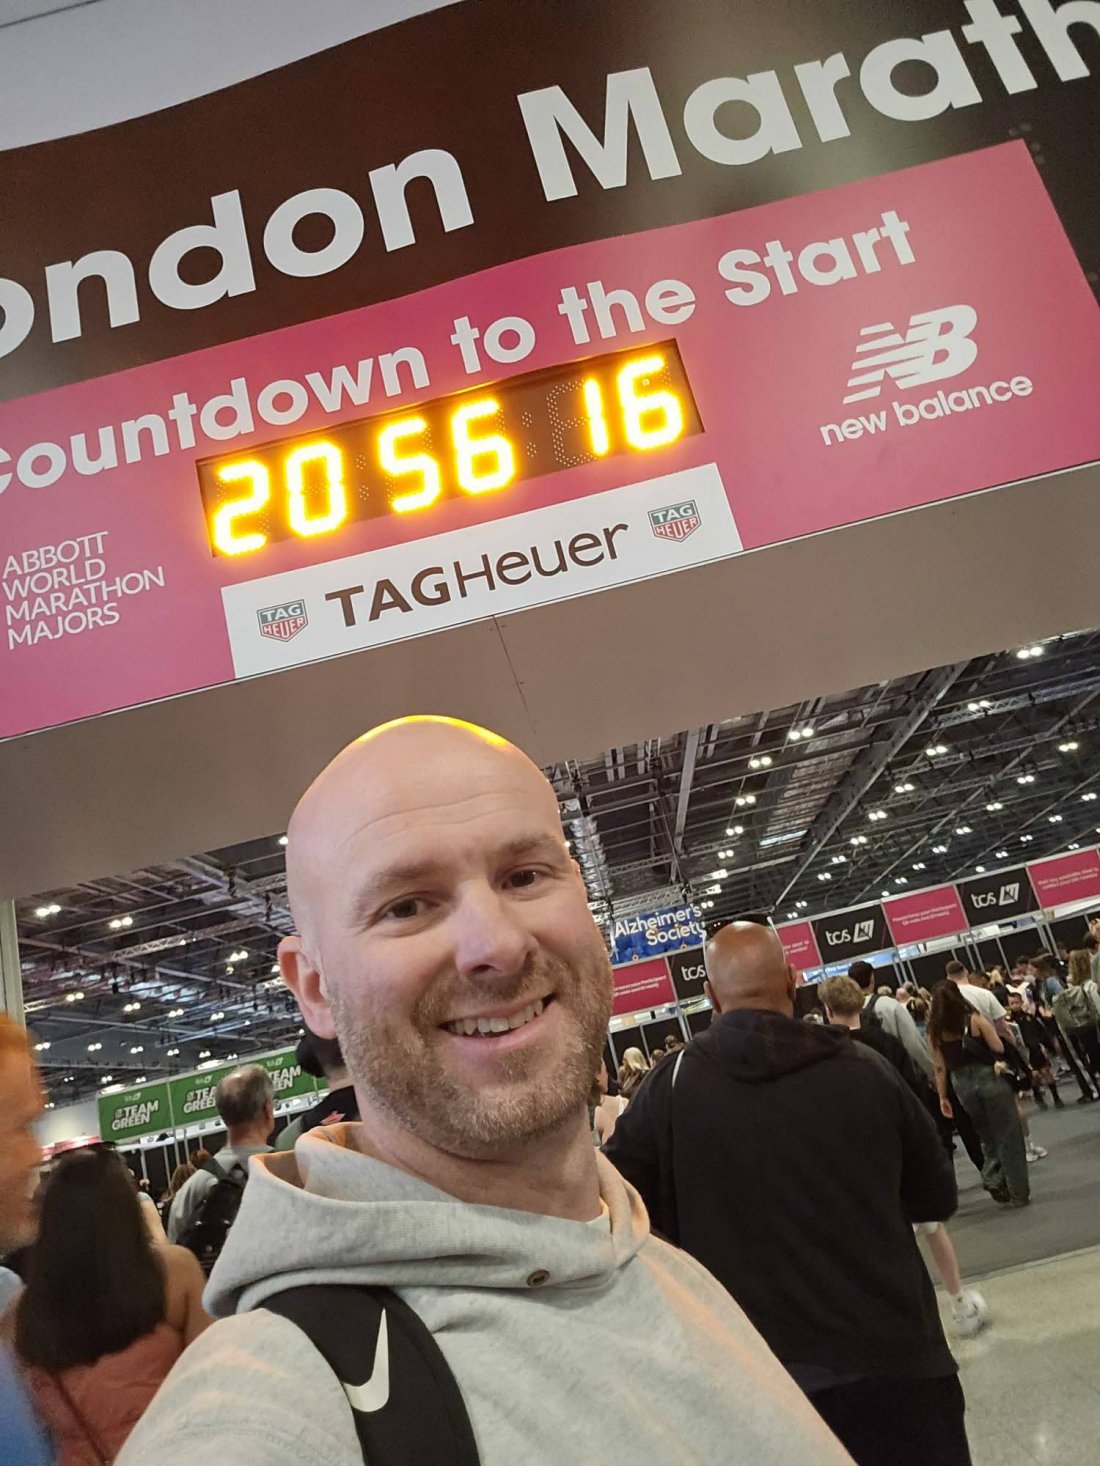 ondon Marath
Countdown to the Start
20 56 16
new balance
ABBOTT
WORLD
MARATHON
MAJORS
TAG
HEUER
TAGHeuer
TAG
HEUER
Alzheimer's
Society
tcs
tcs
tcs
TEAM
GREEN
TEAM
GREEN
TEAM
GREEN